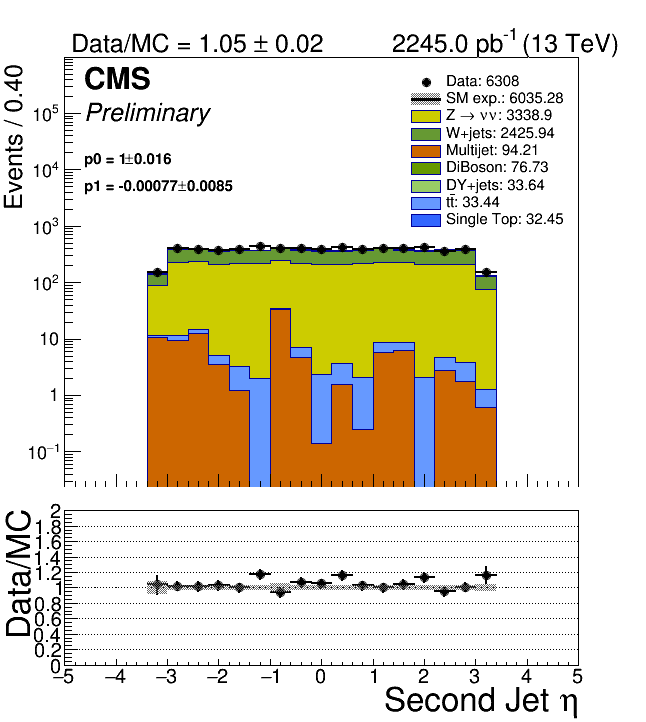 Data/MC = 1.05 ± 0.02 2245.0 pb⁻¹ (13 TeV)
CMS
Preliminary
p0 = 1±0.016
p1 = -0.00077±0.0085
Data: 6308
SM exp.: 6035.28
Z → νν: 3338.9
W+jets: 2425.94
Multijet: 94.21
DiBoson: 76.73
DY+jets: 33.64
tt̄: 33.44
Single Top: 32.45
Events / 0.40
10⁵
10⁴
10³
10²
10
1
10⁻¹
Data/MC
2
1.8
1.6
1.4
1.2
1
0.8
0.6
0.4
0.2
0
−5 −4 −3 −2 −1 0 1 2 3 4 5
Second Jet η